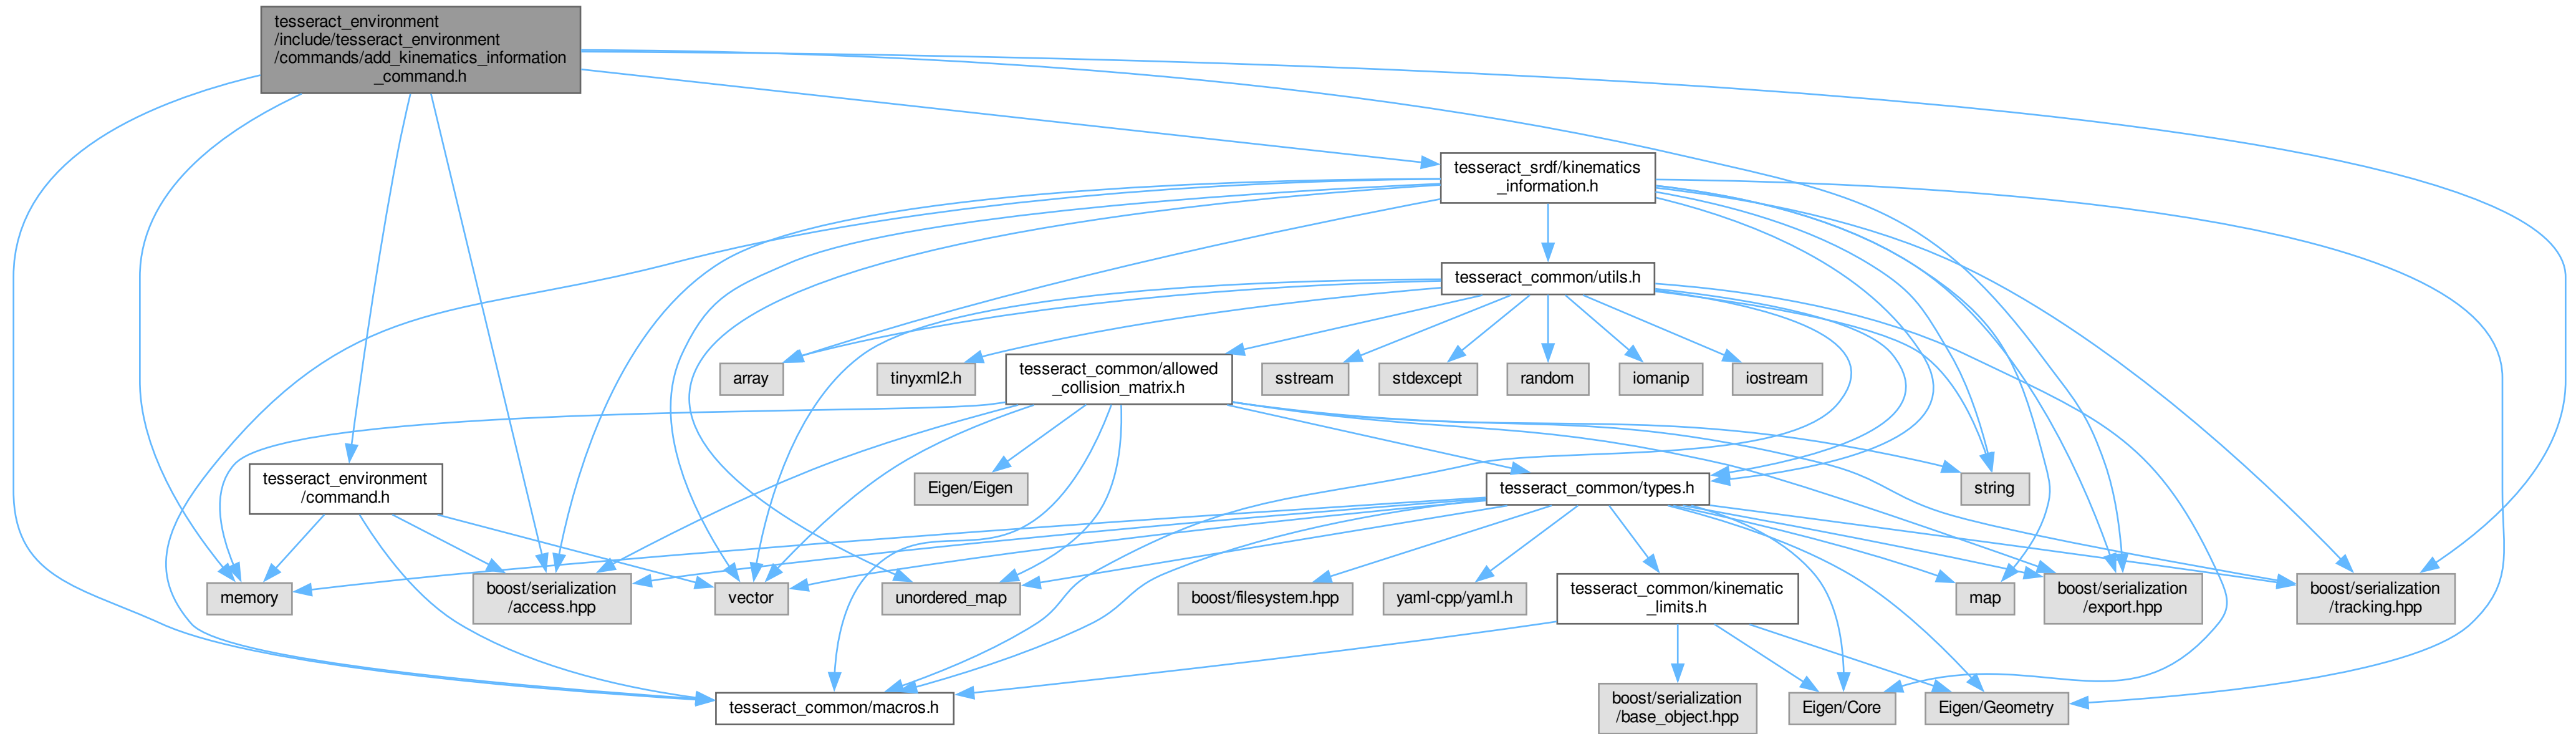 tesseract_environment
/include/tesseract_environment
/commands/add_kinematics_information
_command.h
tesseract_srdf/kinematics
_information.h
tesseract_common/utils.h
array
tinyxml2.h
tesseract_common/allowed
_collision_matrix.h
sstream
stdexcept
random
iomanip
iostream
tesseract_environment
/command.h
Eigen/Eigen
tesseract_common/types.h
string
memory
boost/serialization
/access.hpp
vector
unordered_map
boost/filesystem.hpp
yaml-cpp/yaml.h
tesseract_common/kinematic
_limits.h
map
boost/serialization
/export.hpp
boost/serialization
/tracking.hpp
tesseract_common/macros.h
boost/serialization
/base_object.hpp
Eigen/Core
Eigen/Geometry